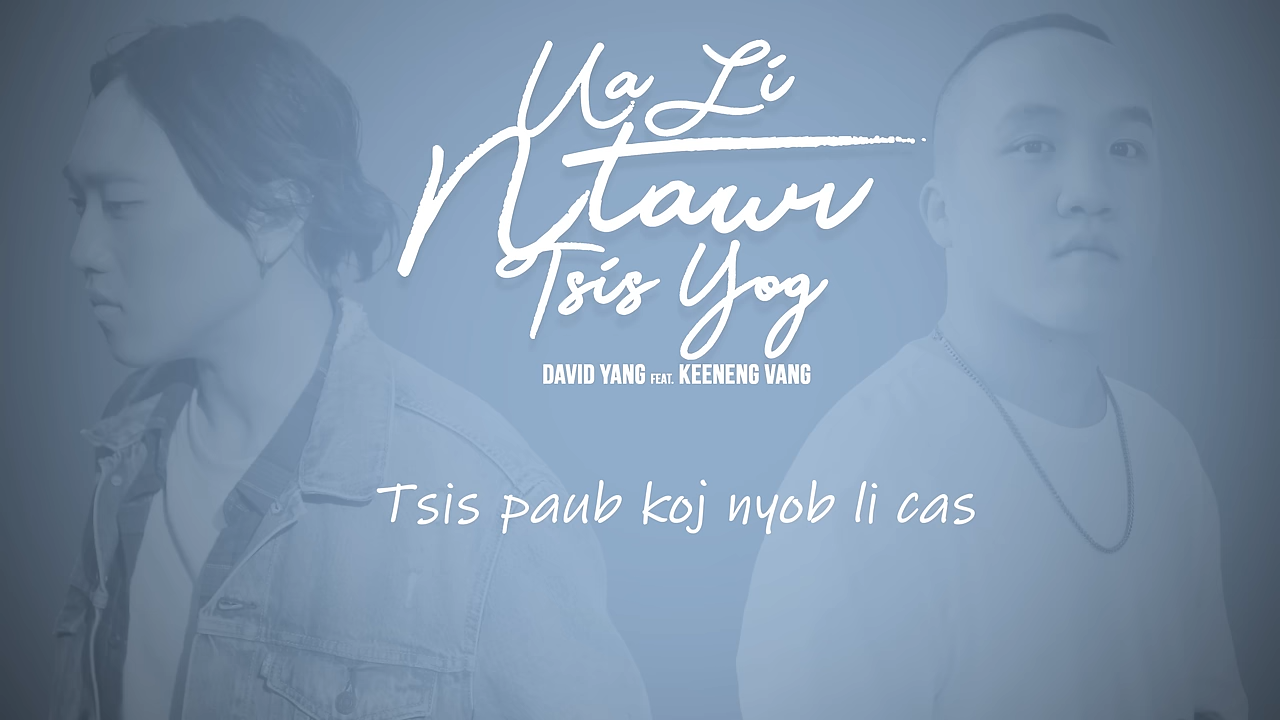 Ua Li
Ntawv
Tsis Yog
DAVID YANG FEAT. KEENENG VANG
Tsis paub koj nyob li cas